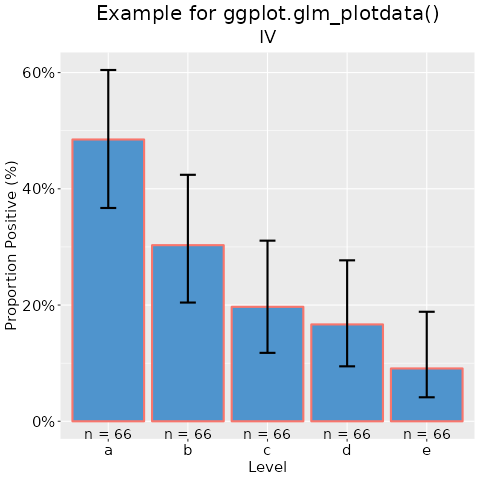 Example for ggplot.glm_plotdata()
IV
60%
40%
20%
0%
Proportion Positive (%)
n = 66 n = 66 n = 66 n = 66 n = 66
a b c d e
Level